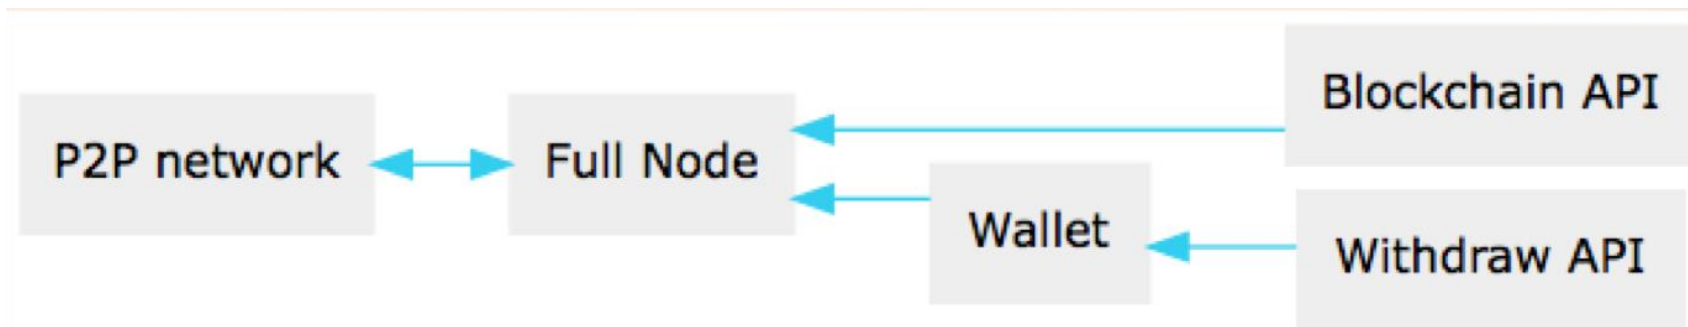 P2P network
Full Node
Blockchain API
Wallet
Withdraw API